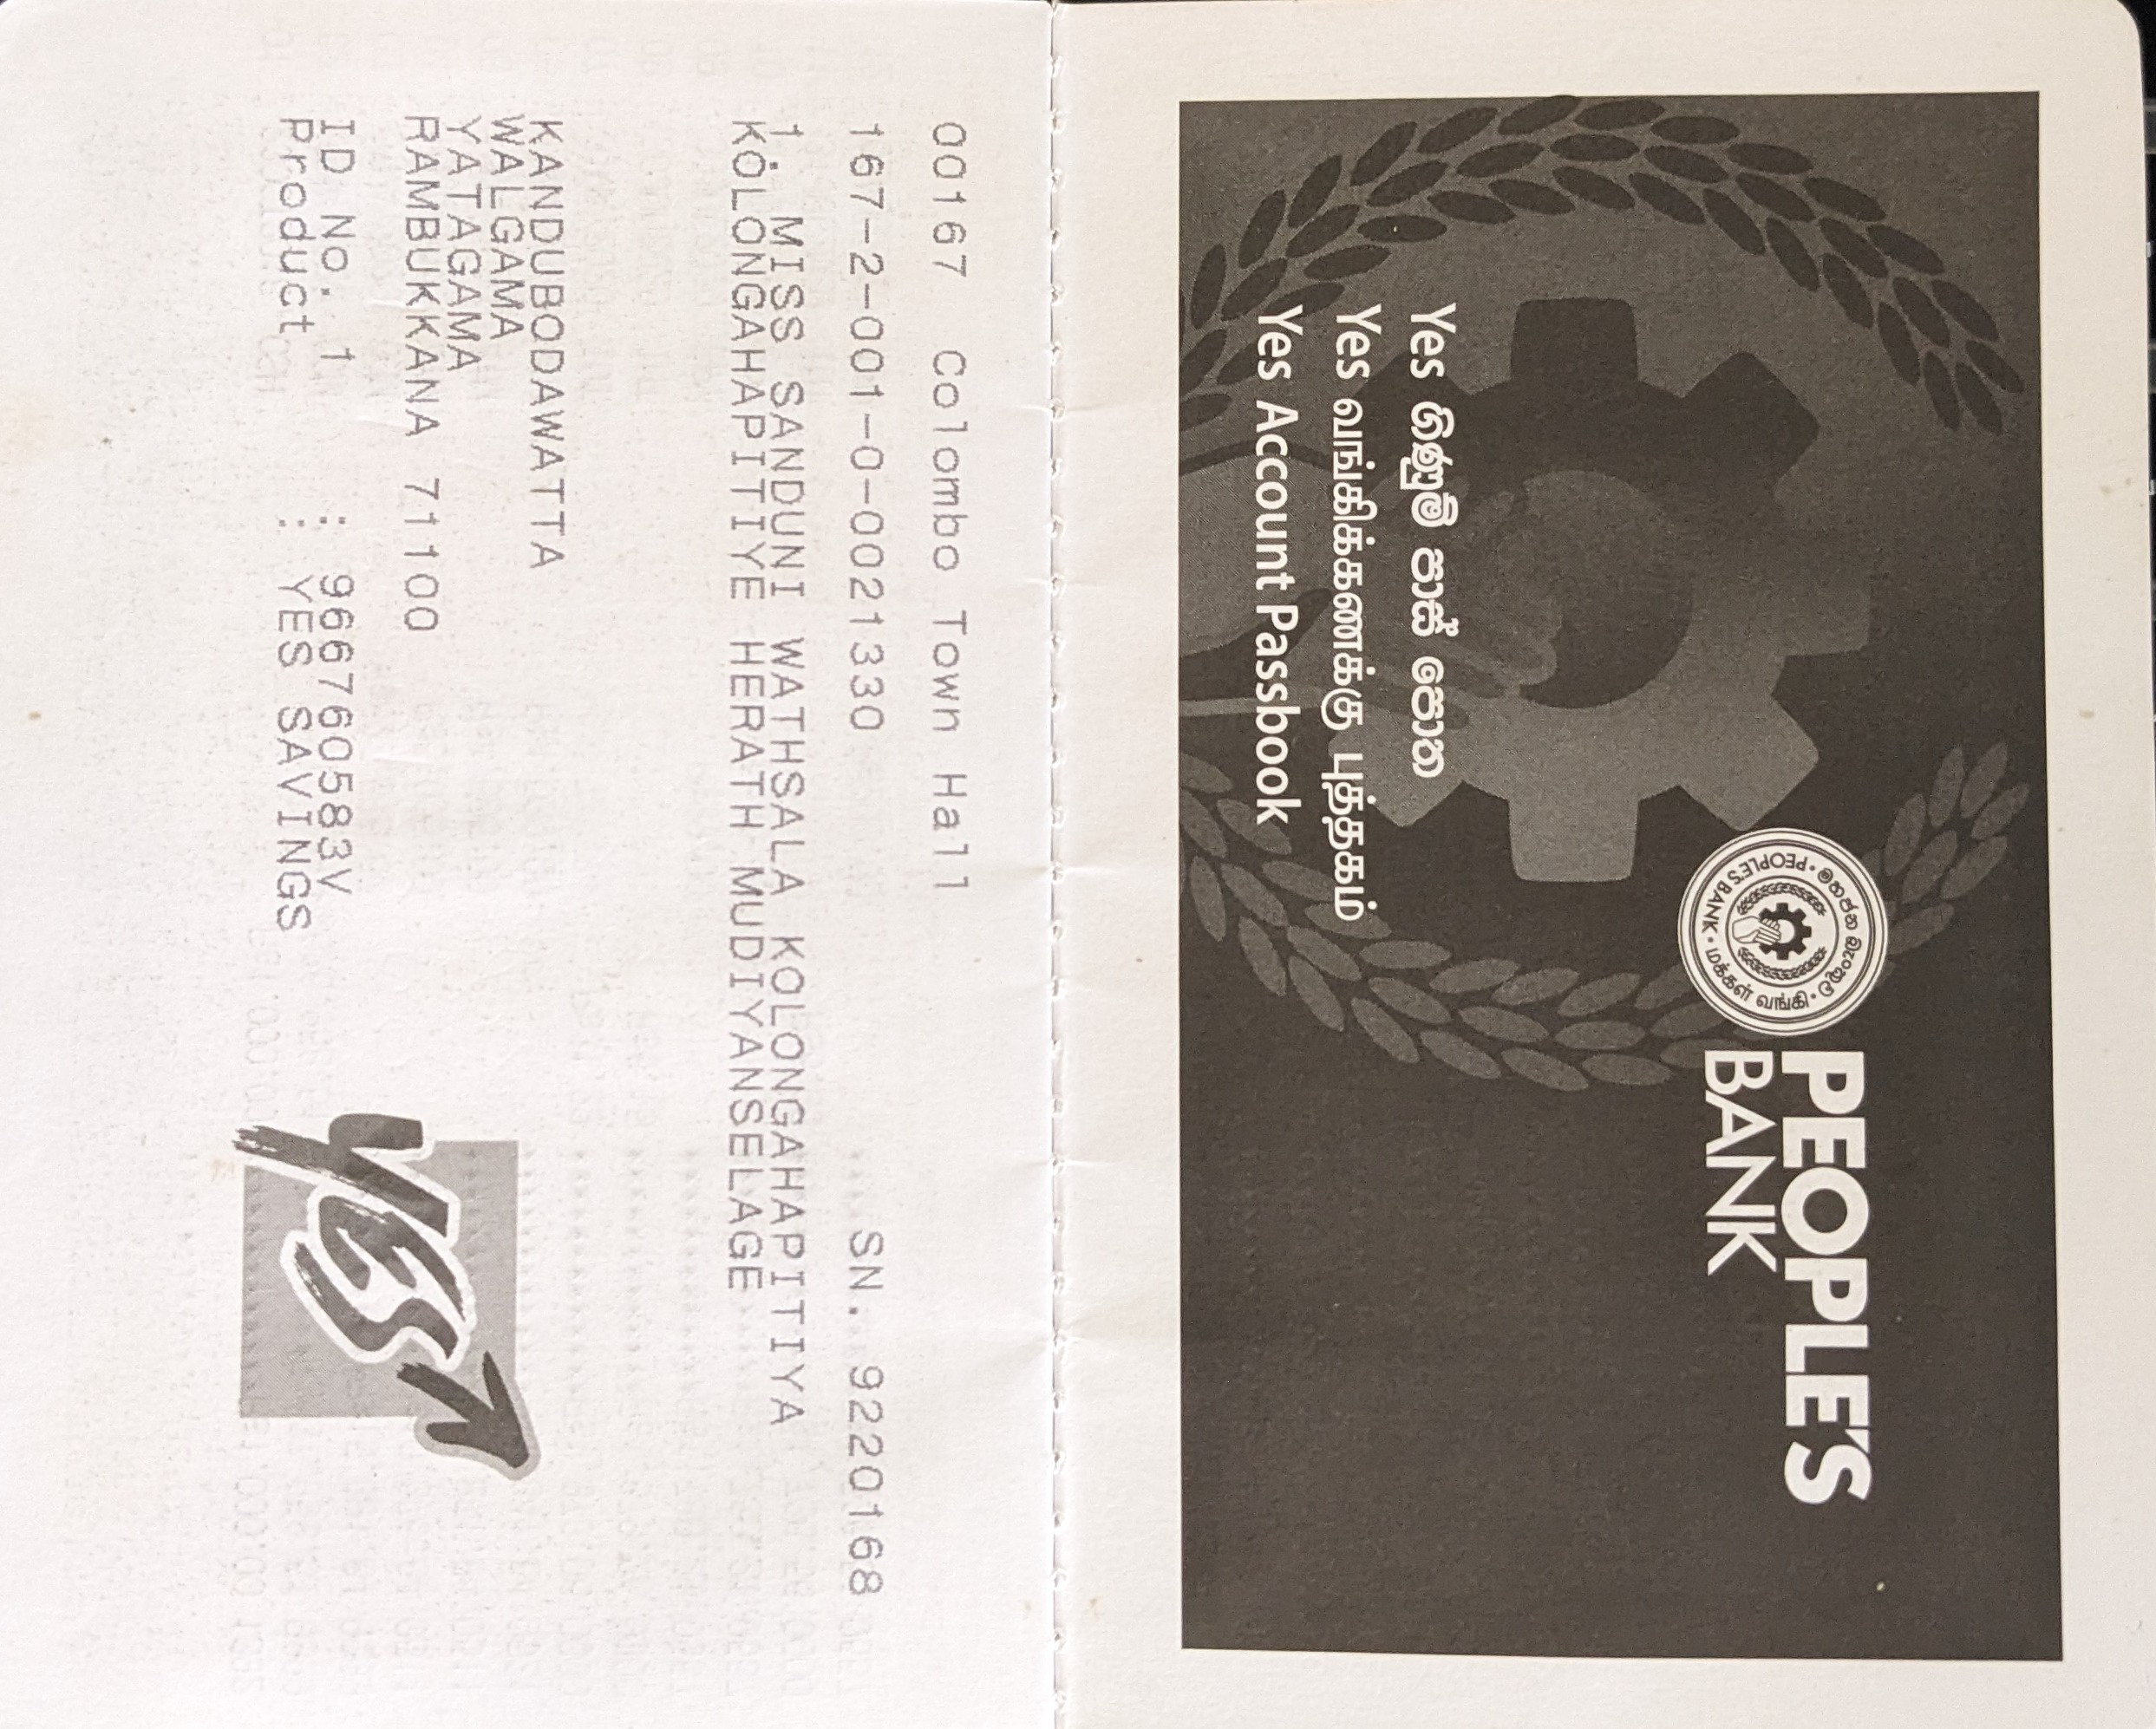 PEOPLE'S
BANK
Yes ගිණුම් පාස් පොත
Yes வங்கிக்கணக்கு புத்தகம்
Yes Account Passbook
00167 Colombo Town Hall
167-2-001-0-0021330 SN. 9220168
1. MISS SANDUNI WATHSALA KOLONGAHAPITIYA
KOLONGAHAPITIYE HERATH MUDIYANSELAGE
KANDUBODAWATTA
WALGAMA
YATAGAMA
RAMBUKKANA 71100
ID No. 1 : 966760583V
Product : YES SAVINGS
yes
මහජන බැංකුව • PEOPLE'S BANK • மக்கள் வங்கி •